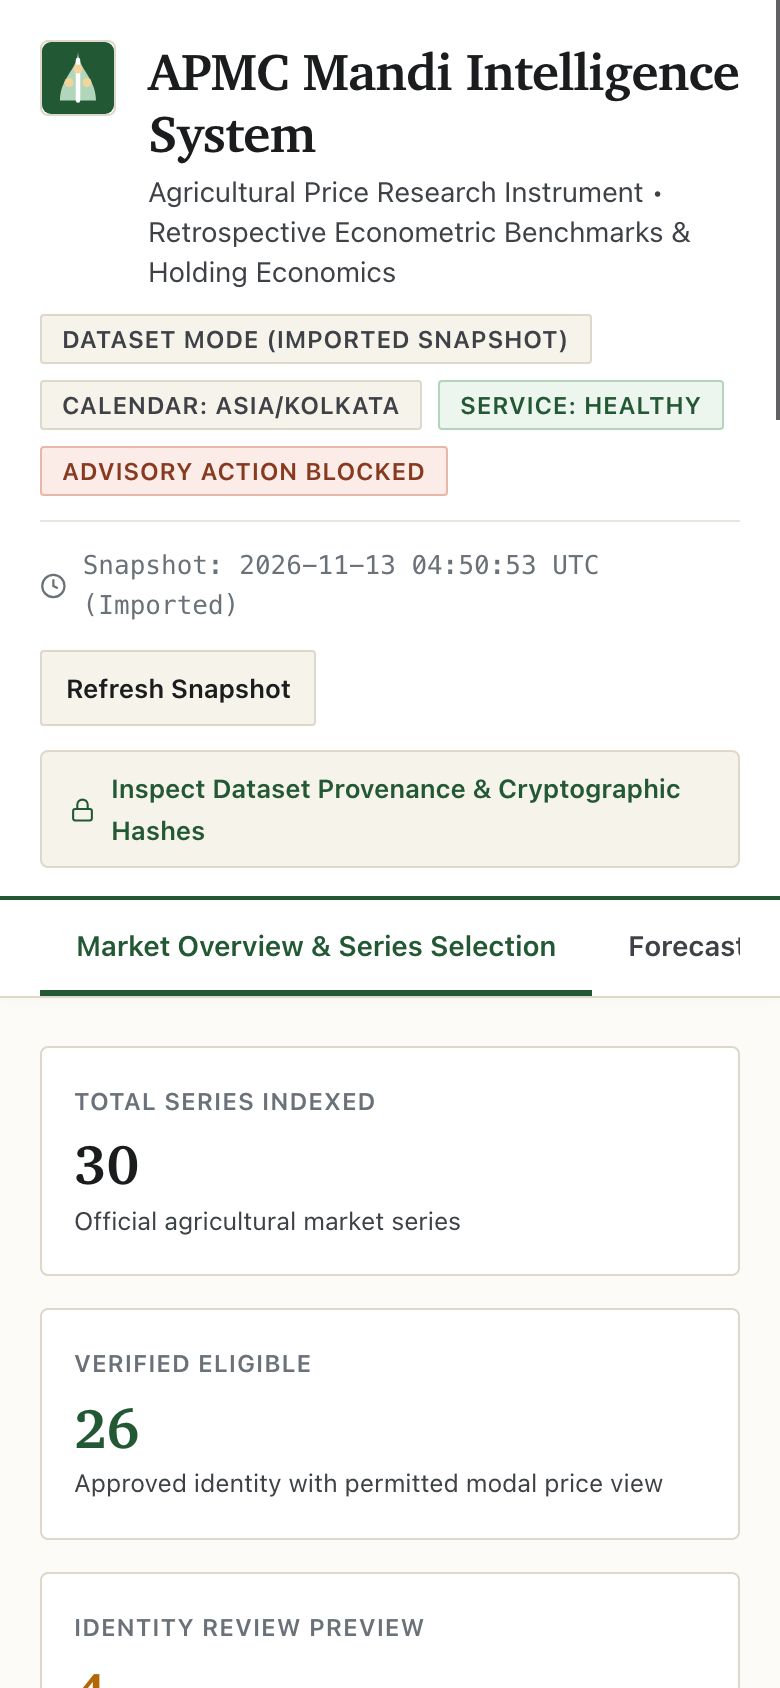 APMC Mandi Intelligence
System
Agricultural Price Research Instrument •
Retrospective Econometric Benchmarks &
Holding Economics
DATASET MODE (IMPORTED SNAPSHOT)
CALENDAR: ASIA/KOLKATA
SERVICE: HEALTHY
ADVISORY ACTION BLOCKED
Snapshot: 2026-11-13 04:50:53 UTC
(Imported)
Refresh Snapshot
Inspect Dataset Provenance & Cryptographic
Hashes
Market Overview & Series Selection
Forecast
TOTAL SERIES INDEXED
30
Official agricultural market series
VERIFIED ELIGIBLE
26
Approved identity with permitted modal price view
IDENTITY REVIEW PREVIEW